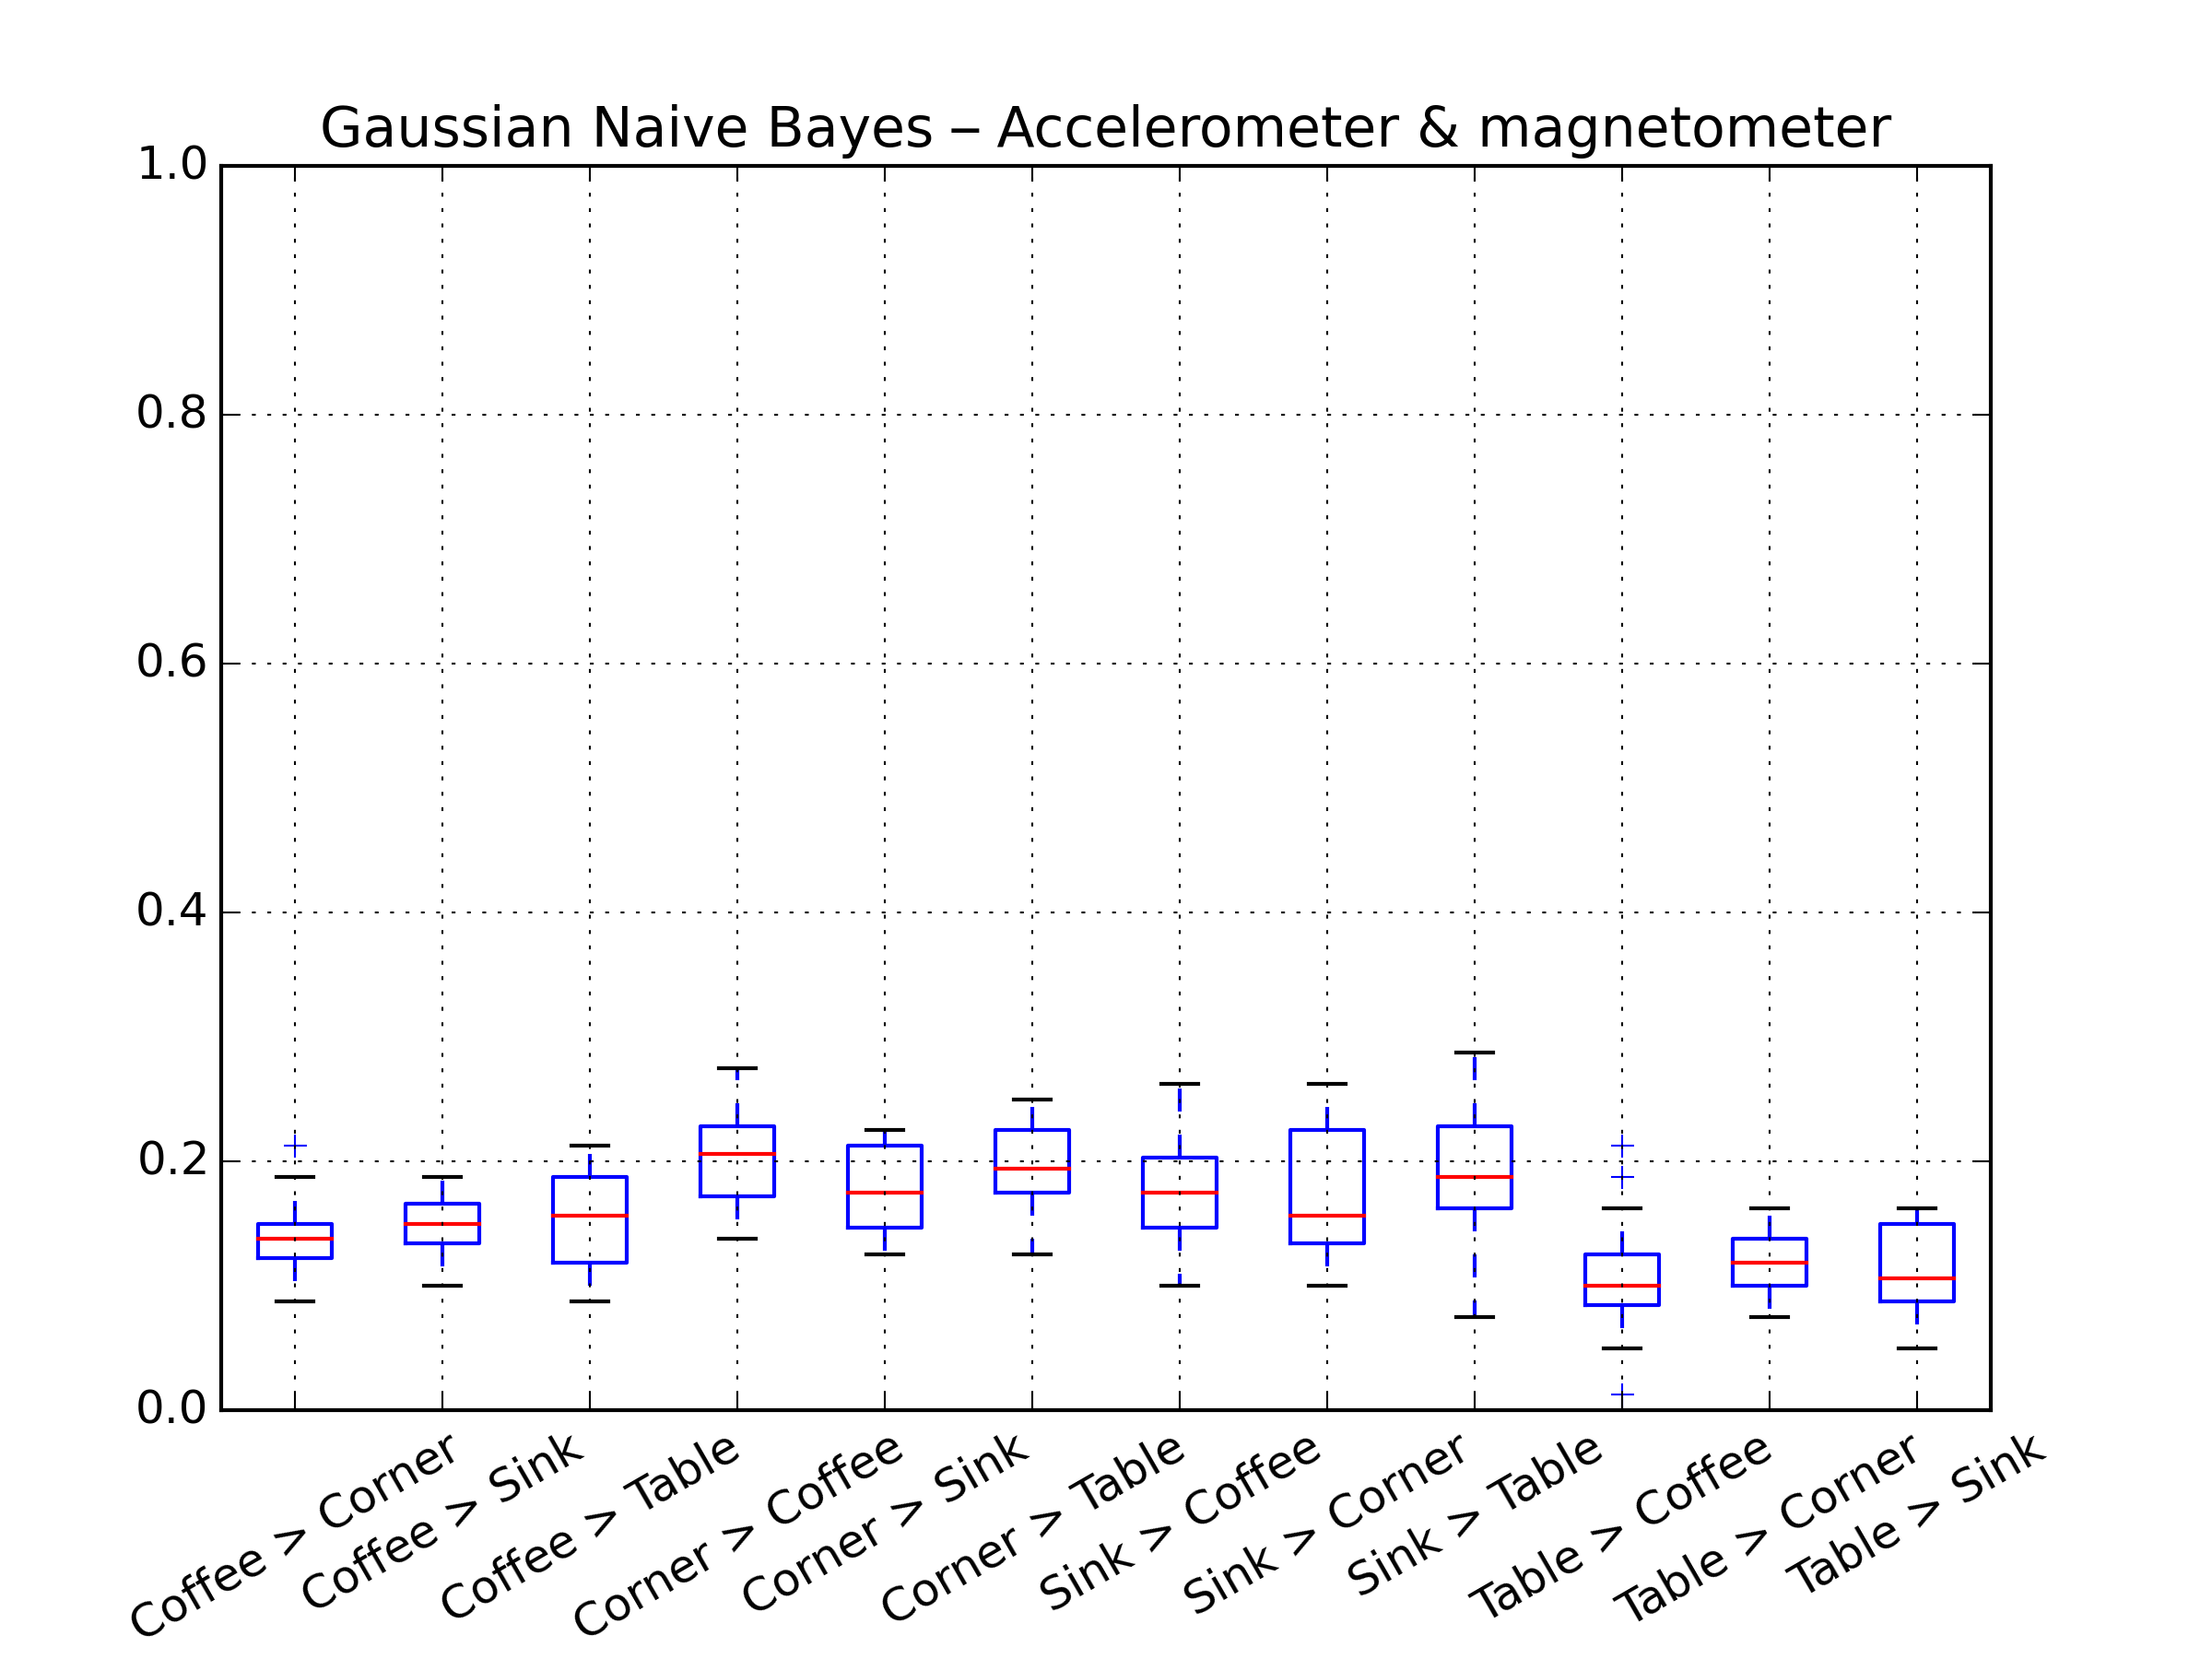 Gaussian Naive Bayes – Accelerometer & magnetometer
1.0
0.8
0.6
0.4
0.2
0.0
Coffee > Corner
Coffee > Sink
Coffee > Table
Corner > Coffee
Corner > Sink
Corner > Table
Sink > Coffee
Sink > Corner
Sink > Table
Table > Coffee
Table > Corner
Table > Sink